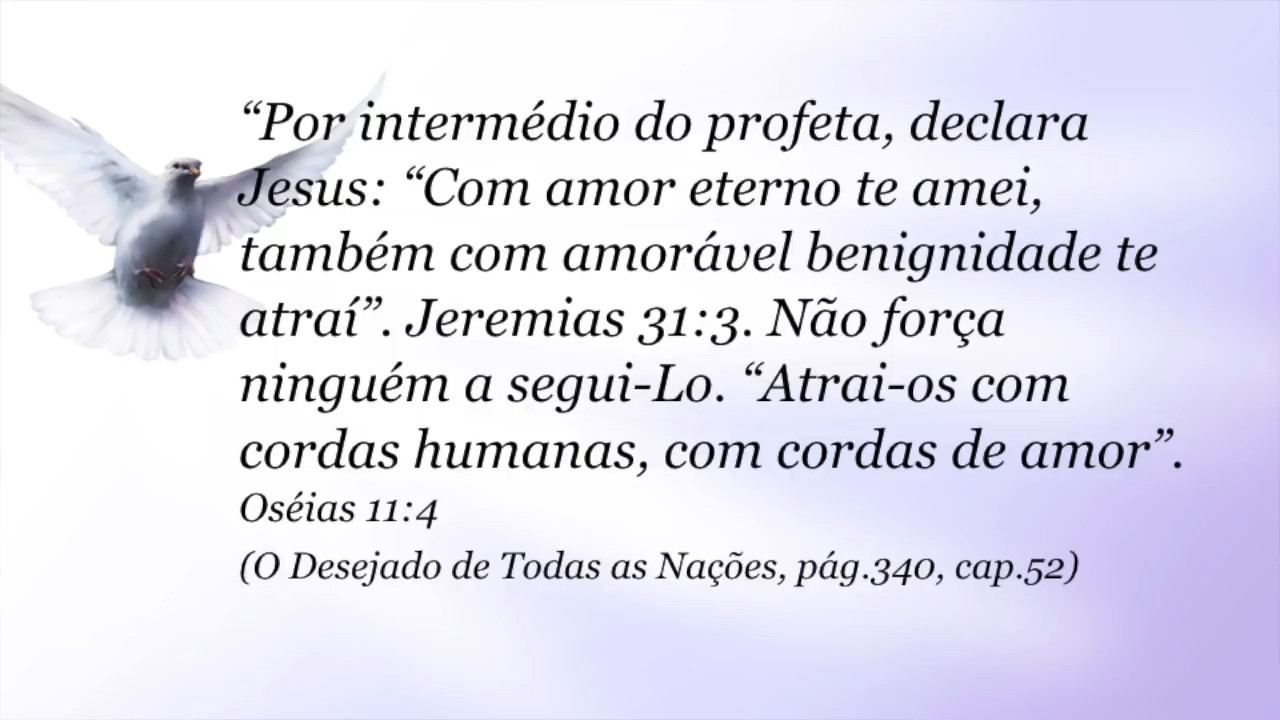 “Por intermédio do profeta, declara
Jesus: “Com amor eterno te amei,
também com amorável benignidade te
atraí”. Jeremias 31:3. Não força
ninguém a segui-Lo. “Atrai-os com
cordas humanas, com cordas de amor”.
Oséias 11:4
(O Desejado de Todas as Nações, pág.340, cap.52)